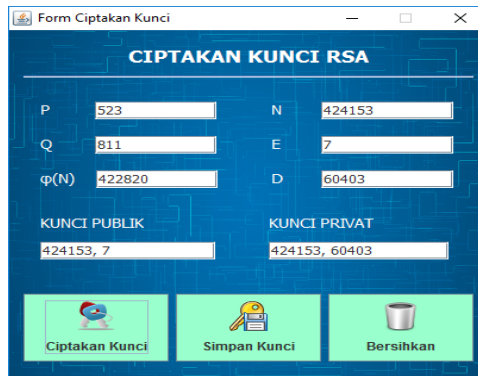 Form Ciptakan Kunci
CIPTAKAN KUNCI RSA
P 523 N 424153
Q 811 E 7
φ(N) 422820 D 60403
KUNCI PUBLIK KUNCI PRIVAT
424153, 7 424153, 60403
Ciptakan Kunci Simpan Kunci Bersihkan